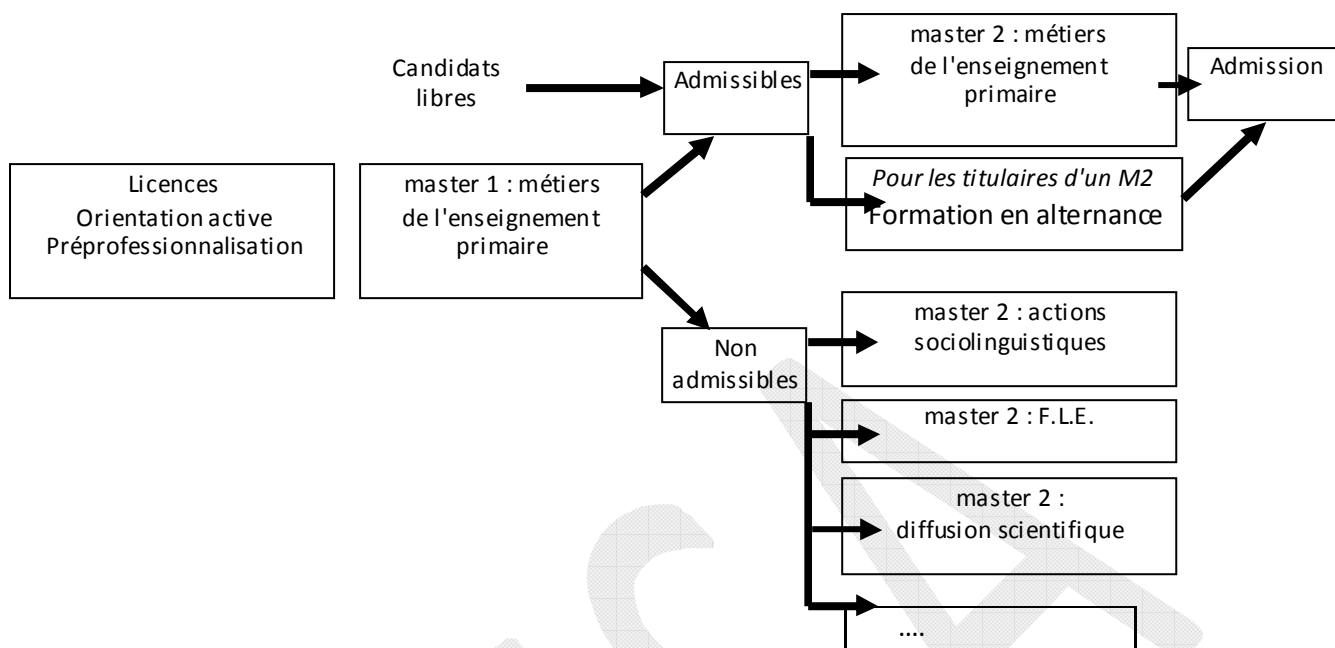 Candidats
libres
Admissibles
master 2 : métiers
de l'enseignement
primaire
Admission
Licences
Orientation active
Préprofessionnalisation
master 1 : métiers
de l'enseignement
primaire
Pour les titulaires d'un M2
Formation en alternance
Non
admissibles
master 2 : actions
sociolinguistiques
master 2 : F.L.E.
master 2 :
diffusion scientifique
....